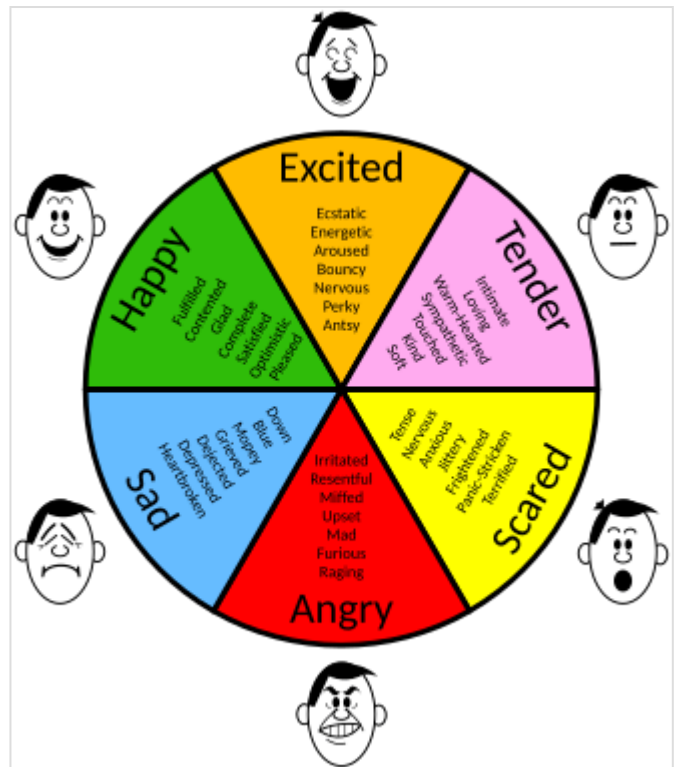 Excited
Ecstatic
Energetic
Aroused
Bouncy
Nervous
Perky
Antsy
Tender
Intimate
Loving
Warm-Hearted
Sympathetic
Touched
Kind
Soft
Scared
Tense
Nervous
Anxious
Jittery
Frightened
Panic-Stricken
Terrified
Angry
Irritated
Resentful
Miffed
Upset
Mad
Furious
Raging
Sad
Down
Blue
Mopey
Grieved
Dejected
Depressed
Heartbroken
Happy
Fulfilled
Contented
Glad
Complete
Satisfied
Optimistic
Pleased